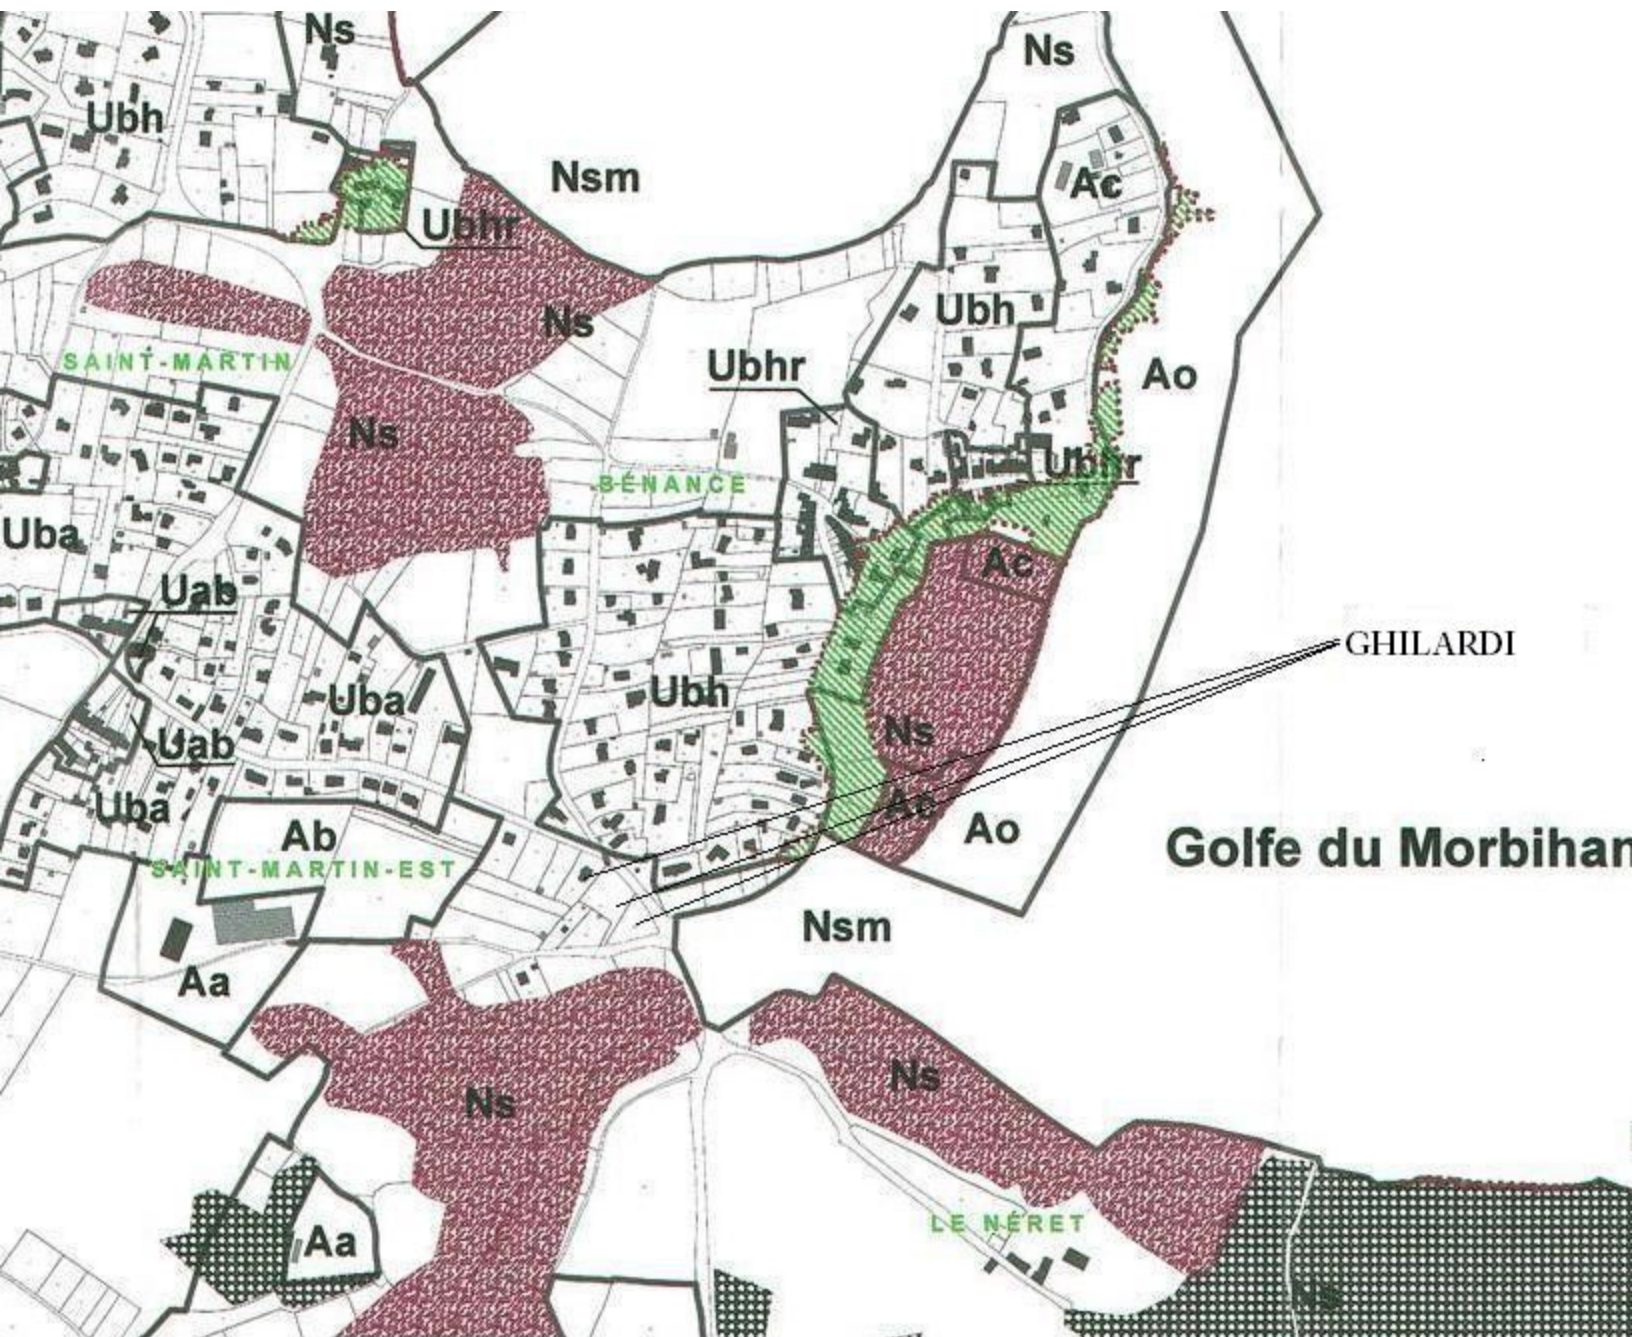 Ns
Ns
Ubh
Nsm
Ac
Ubhr
Ubh
Ns
SAINT-MARTIN
Ubhr
Ao
Ns
Ubhr
BÉNANCE
Uba
Ac
Uab
GHILARDI
Uba
Ubh
Ns
Uab
Uba
Ab
Ac
Ao
Golfe du Morbihan
SAINT-MARTIN-EST
Nsm
Aa
Ns
Ns
LE NÉRET
Aa
Ns